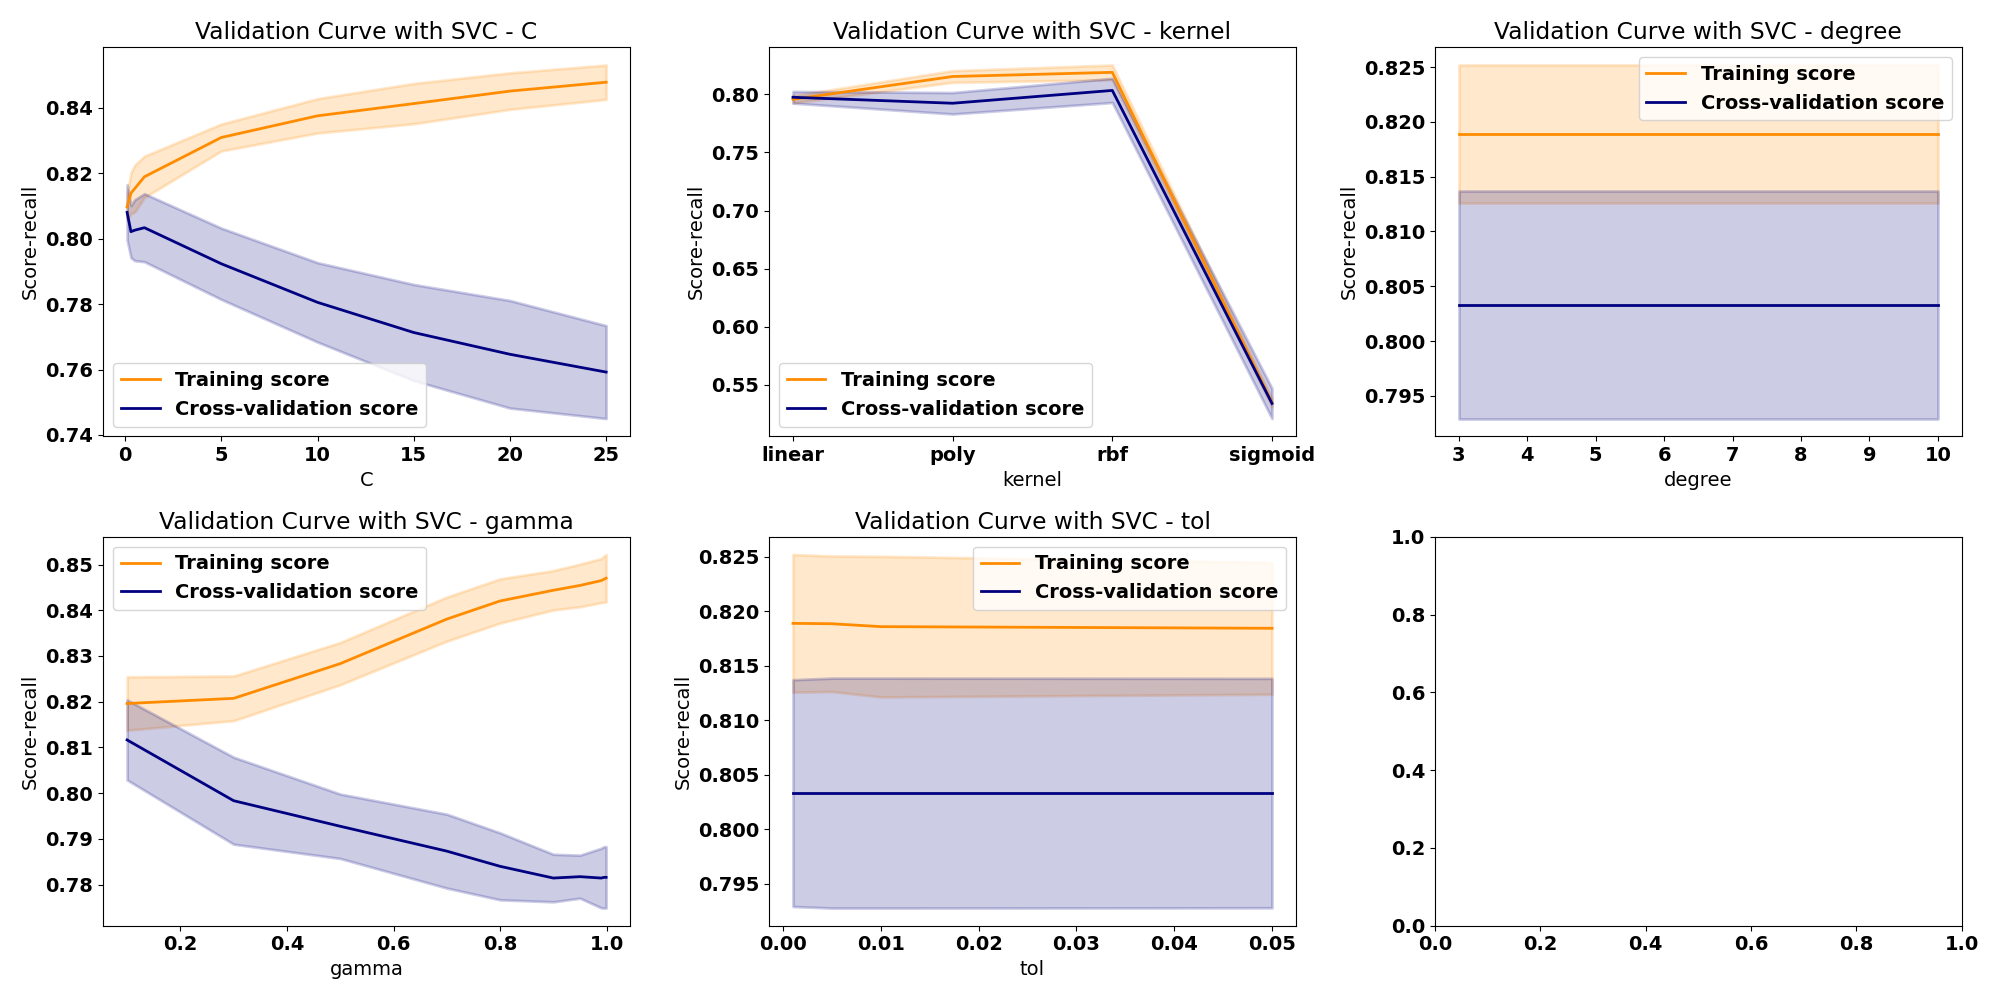 Validation Curve with SVC - C
Score-recall
0.84
0.82
0.80
0.78
0.76
0.74
Training score
Cross-validation score
0 5 10 15 20 25
C
Validation Curve with SVC - kernel
Score-recall
0.80
0.75
0.70
0.65
0.60
0.55
Training score
Cross-validation score
linear poly rbf sigmoid
kernel
Validation Curve with SVC - degree
Score-recall
0.825
0.820
0.815
0.810
0.805
0.800
0.795
Training score
Cross-validation score
3 4 5 6 7 8 9 10
degree
Validation Curve with SVC - gamma
Score-recall
0.85
0.84
0.83
0.82
0.81
0.80
0.79
0.78
Training score
Cross-validation score
0.2 0.4 0.6 0.8 1.0
gamma
Validation Curve with SVC - tol
Score-recall
0.825
0.820
0.815
0.810
0.805
0.800
0.795
Training score
Cross-validation score
0.00 0.01 0.02 0.03 0.04 0.05
tol
1.0
0.8
0.6
0.4
0.2
0.0
0.0 0.2 0.4 0.6 0.8 1.0